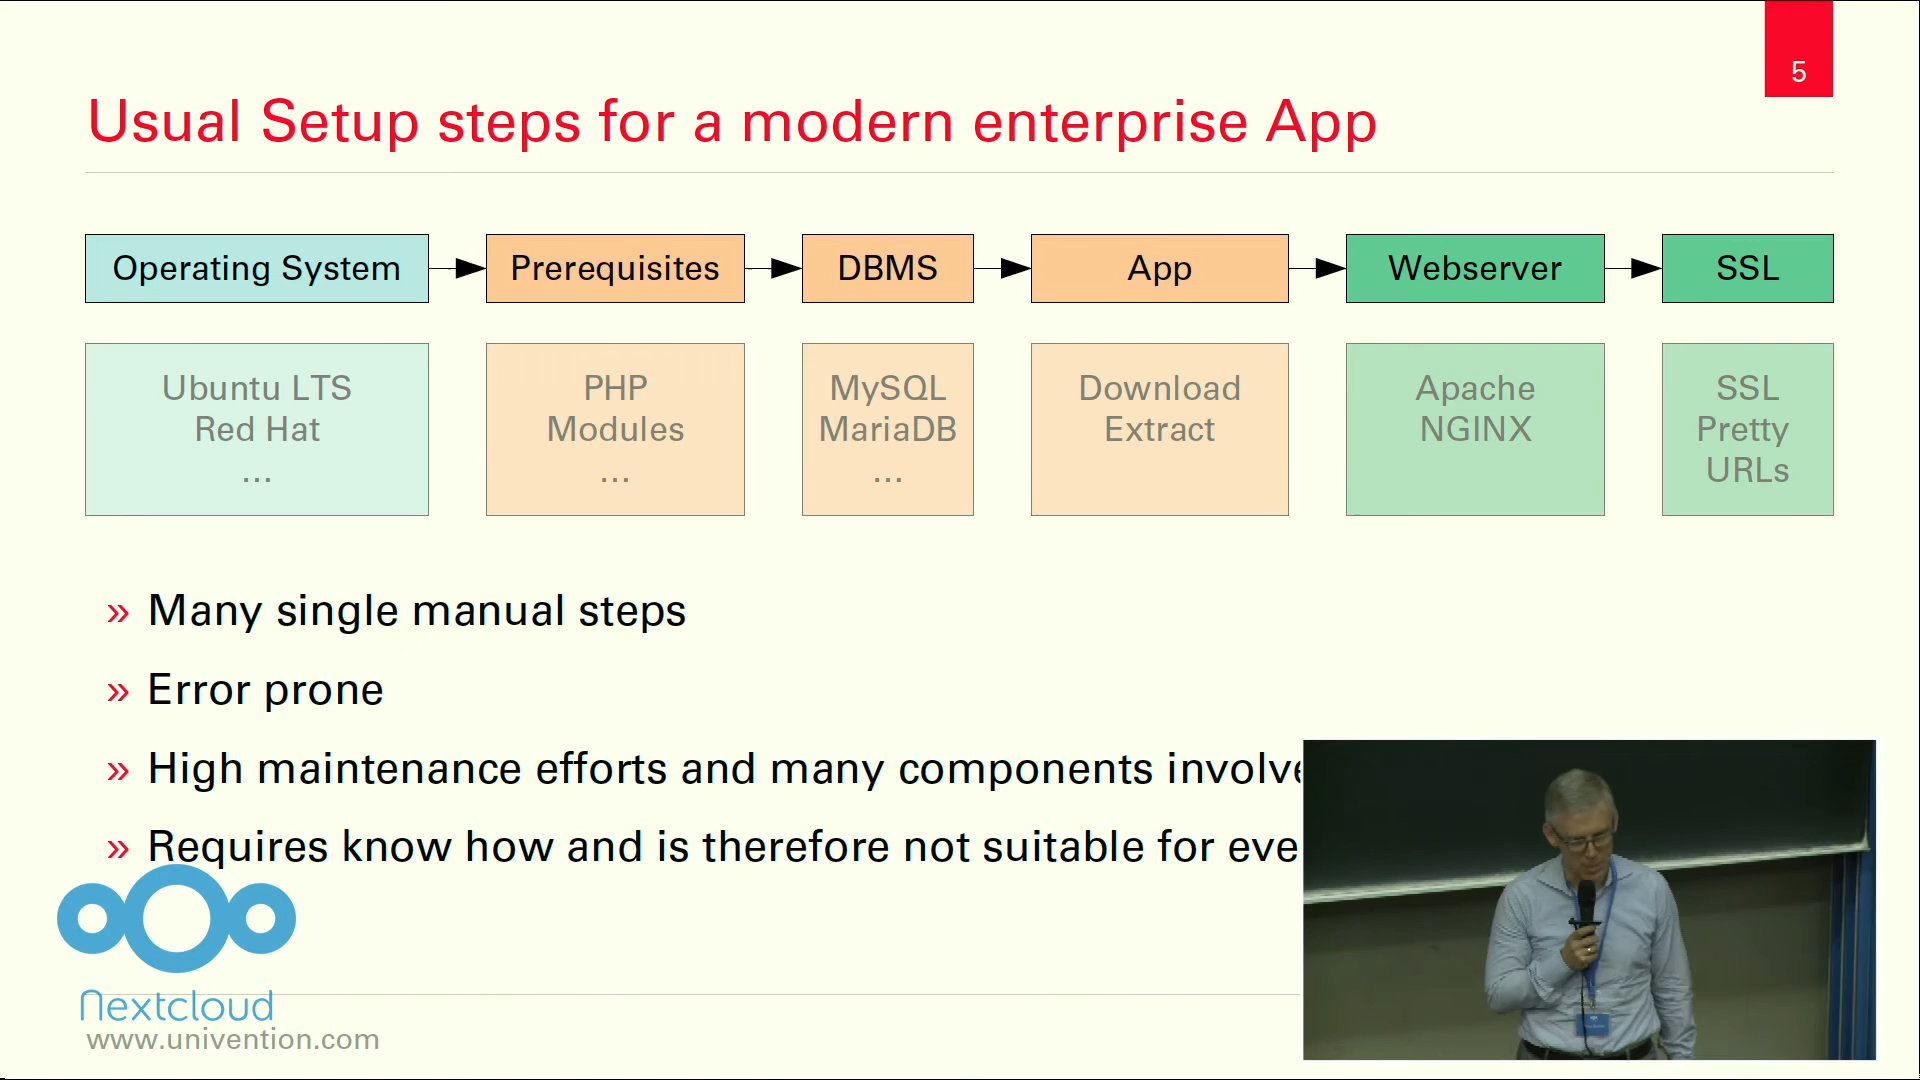 5
Usual Setup steps for a modern enterprise App
Operating System
Prerequisites
DBMS
App
Webserver
SSL
Ubuntu LTS
Red Hat
...
PHP
Modules
...
MySQL
MariaDB
...
Download
Extract
Apache
NGINX
SSL
Pretty
URLs
» Many single manual steps
» Error prone
» High maintenance efforts and many components
» Requires know how and is therefore not suitable for
Nextcloud
www.univention.com